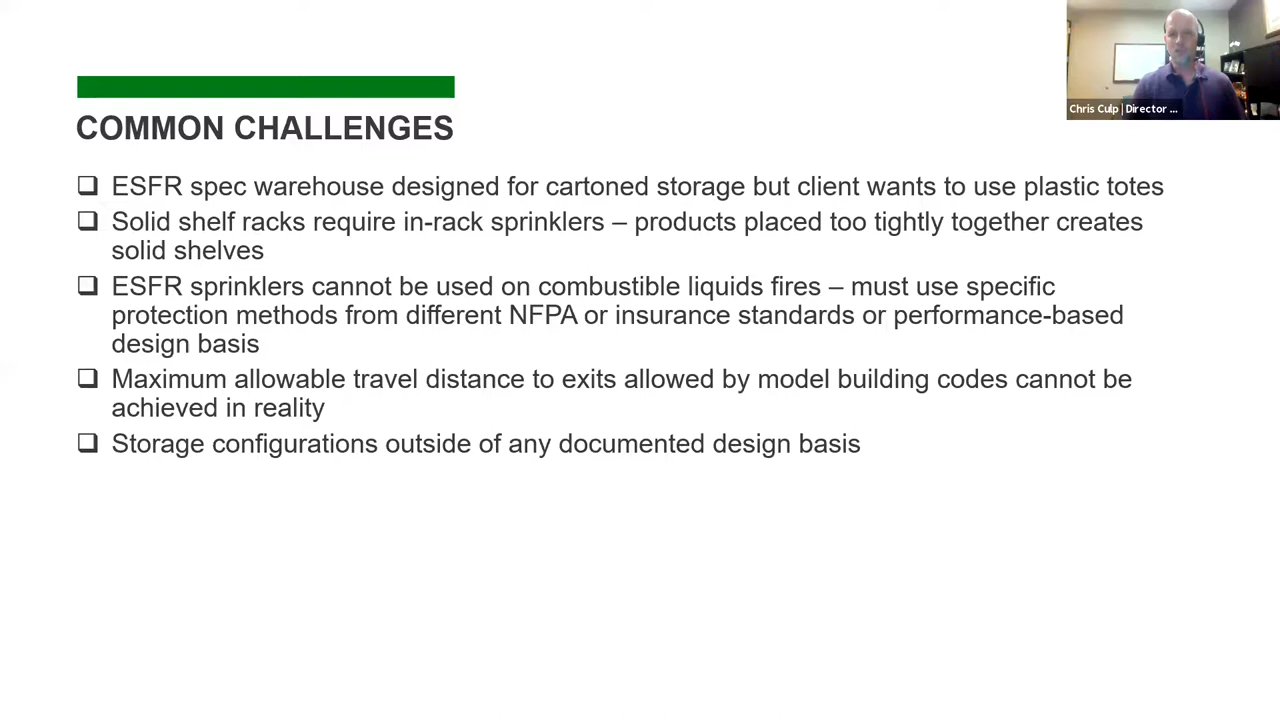 Chris Culp | Director ...
COMMON CHALLENGES
❑ ESFR spec warehouse designed for cartoned storage but client wants to use plastic totes
❑ Solid shelf racks require in-rack sprinklers – products placed too tightly together creates
solid shelves
❑ ESFR sprinklers cannot be used on combustible liquids fires – must use specific
protection methods from different NFPA or insurance standards or performance-based
design basis
❑ Maximum allowable travel distance to exits allowed by model building codes cannot be
achieved in reality
❑ Storage configurations outside of any documented design basis